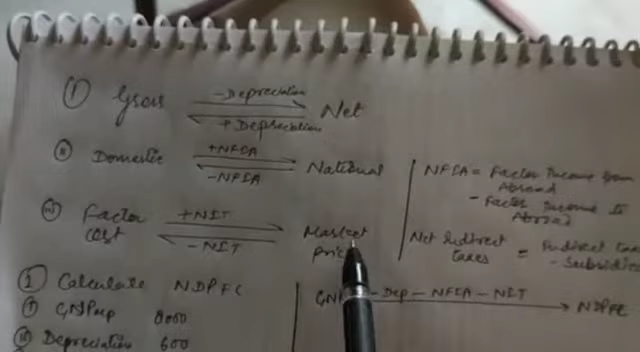 (i) Gross −Depreciation Net
+Depreciation
(ii) Domestic +NFIA National
−NFIA
(iii) Factor Cost +NIT Market Price
−NIT
NFIA = Factor Income from Abroad
− Factor Income to Abroad
Net Indirect Taxes = Indirect Tax
− Subsidies
(I) Calculate NDPFC
(i) GNPmp 8000
(ii) Depreciation 600
− Dep − NFIA − NIT → NDPFC